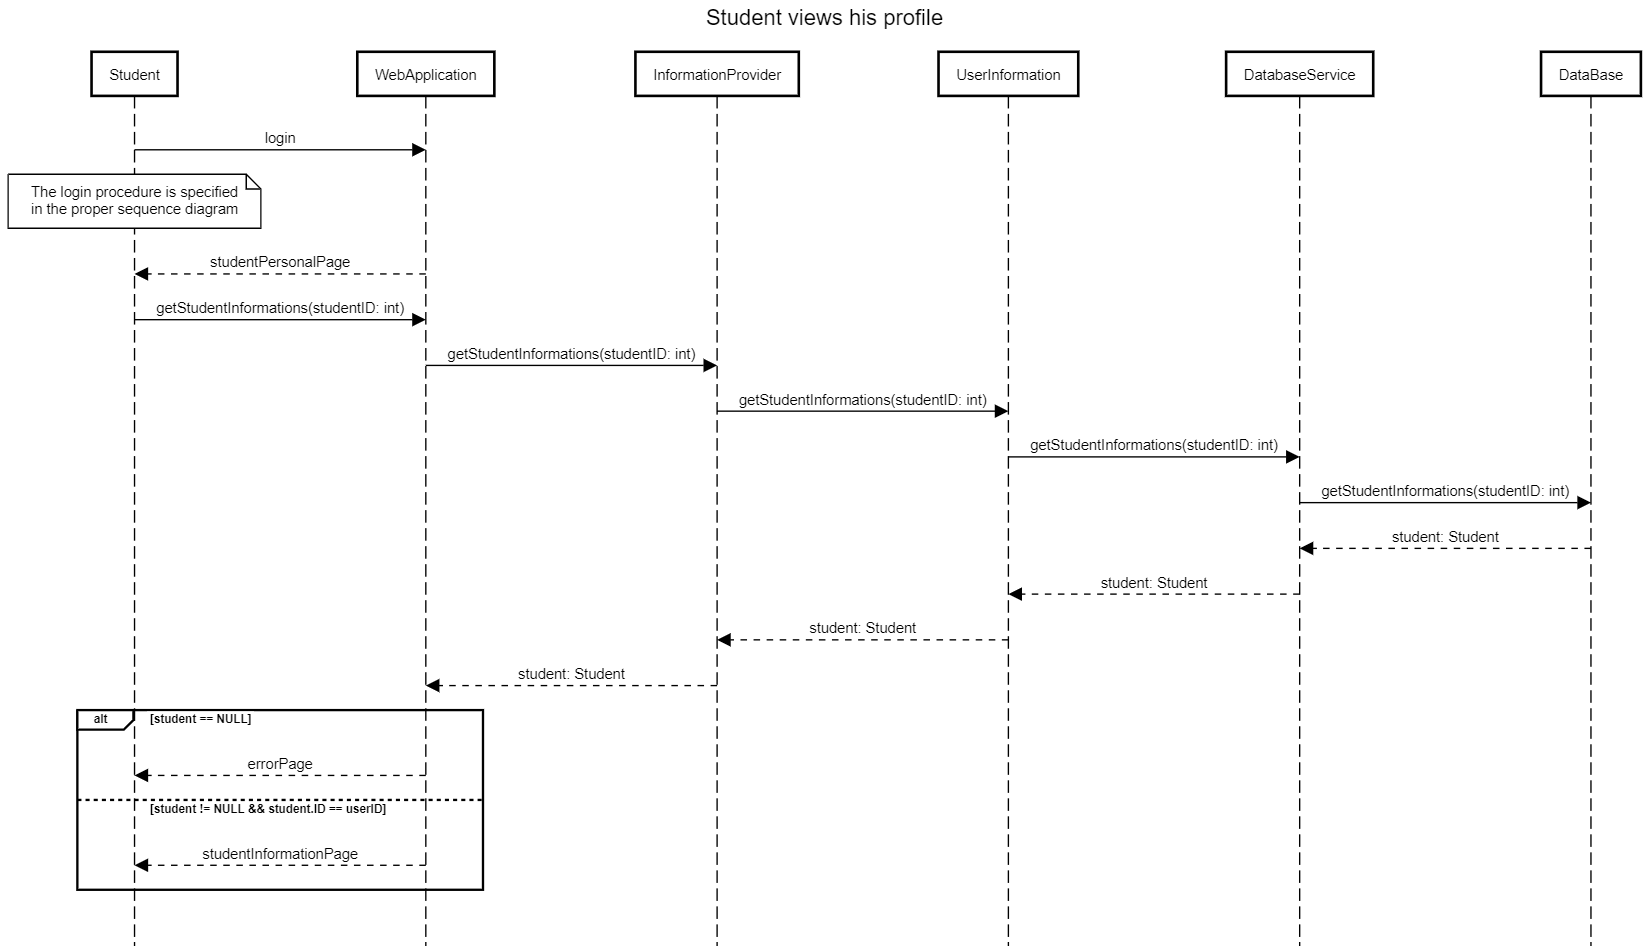 Student views his profile
Student
WebApplication
InformationProvider
UserInformation
DatabaseService
DataBase
login
The login procedure is specified
in the proper sequence diagram
studentPersonalPage
getStudentInformations(studentID: int)
getStudentInformations(studentID: int)
getStudentInformations(studentID: int)
getStudentInformations(studentID: int)
getStudentInformations(studentID: int)
student: Student
student: Student
student: Student
student: Student
alt [student == NULL]
errorPage
[student != NULL && student.ID == userID]
studentInformationPage